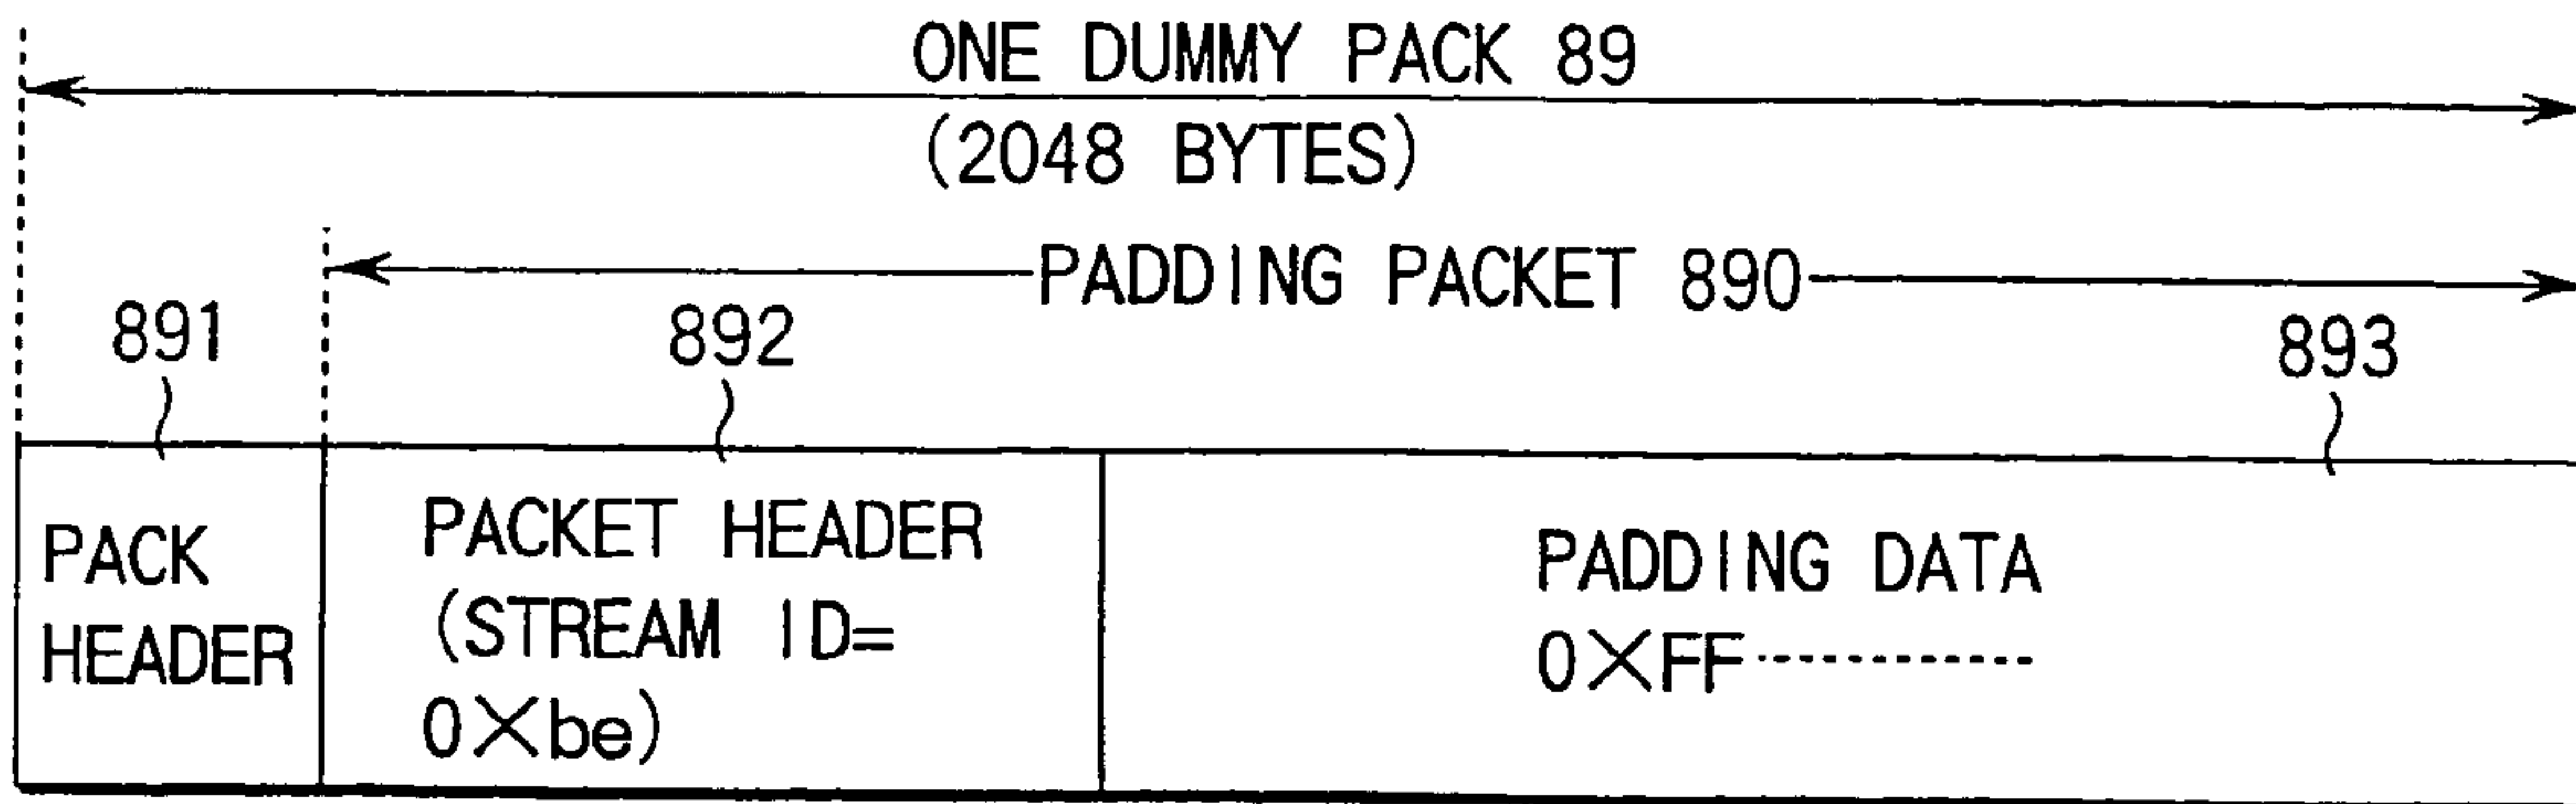 ONE DUMMY PACK 89
(2048 BYTES)
PADDING PACKET 890
891
892
893
PACK
HEADER
PACKET HEADER
(STREAM ID=
0×be)
PADDING DATA
0×FF-----------